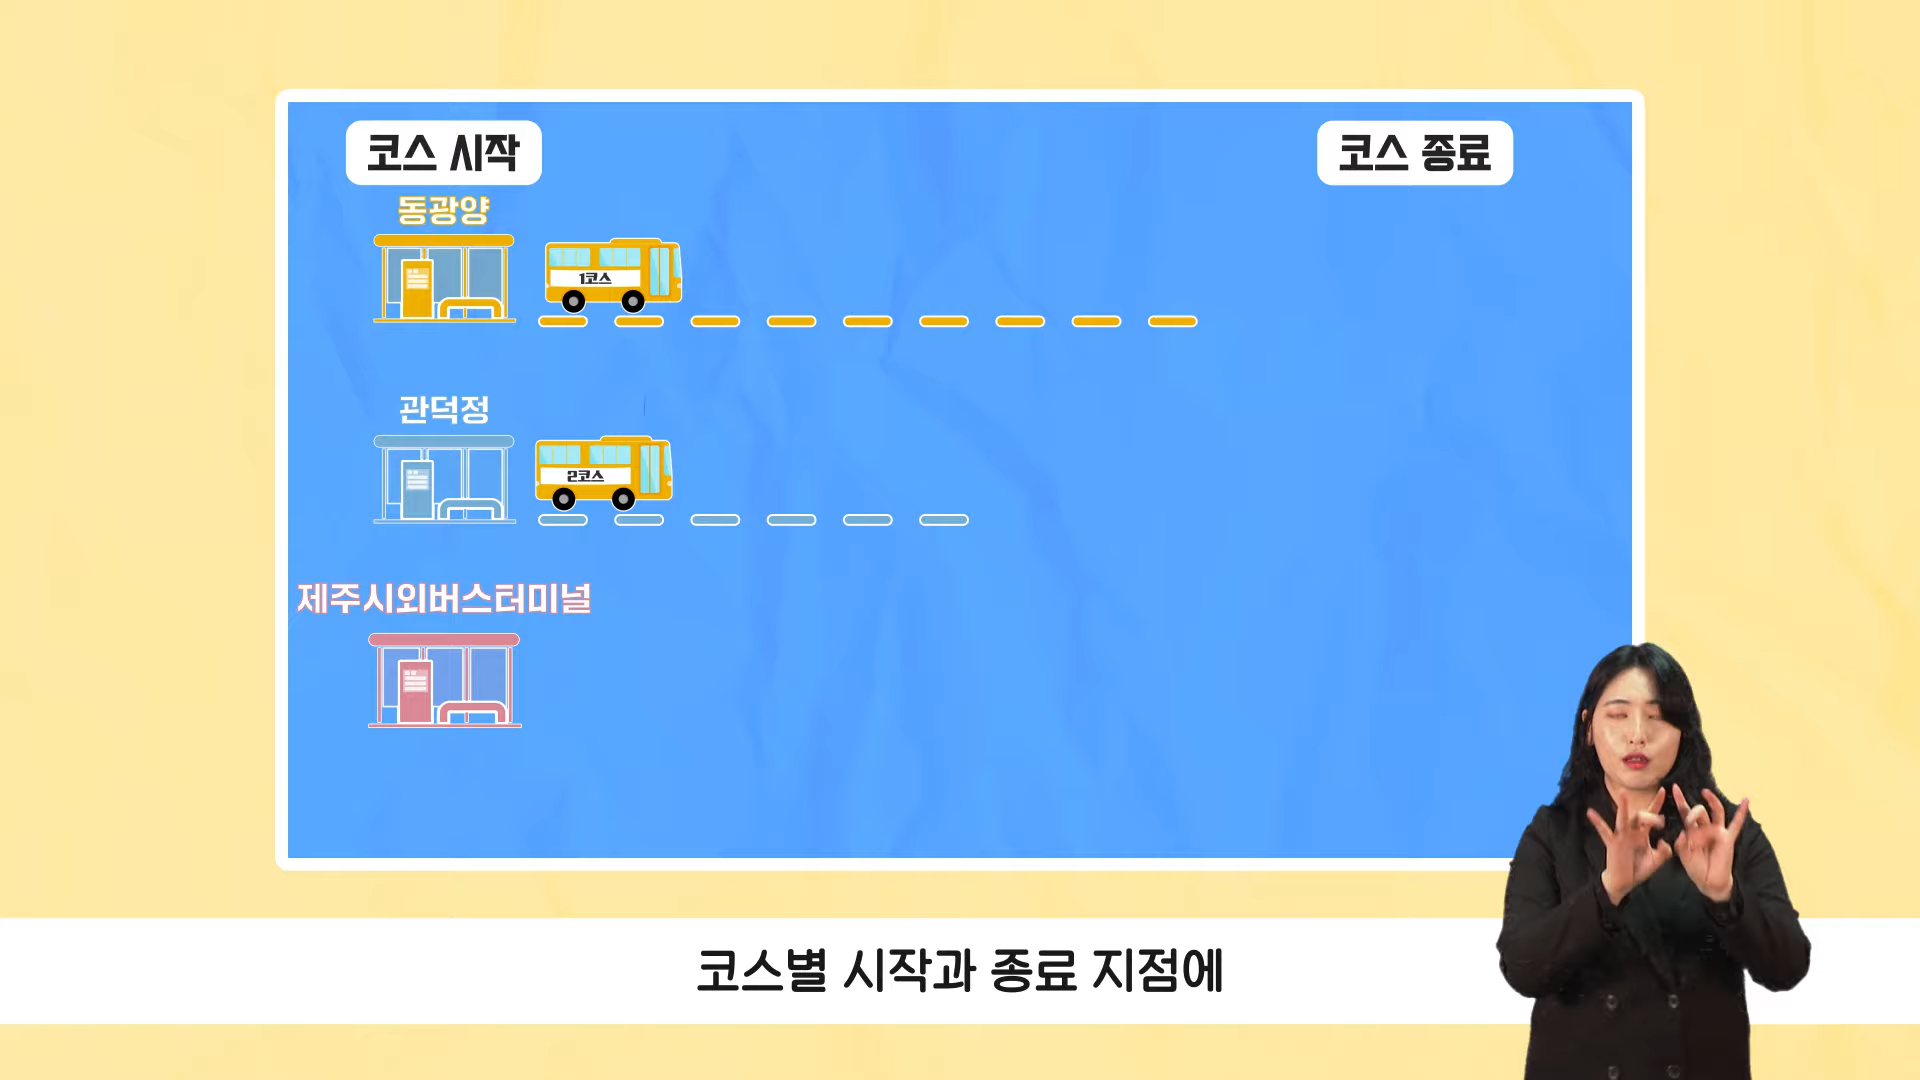 코스 시작
코스 종료
동광양
1코스
관덕정
2코스
제주시외버스터미널
코스별 시작과 종료 지점에